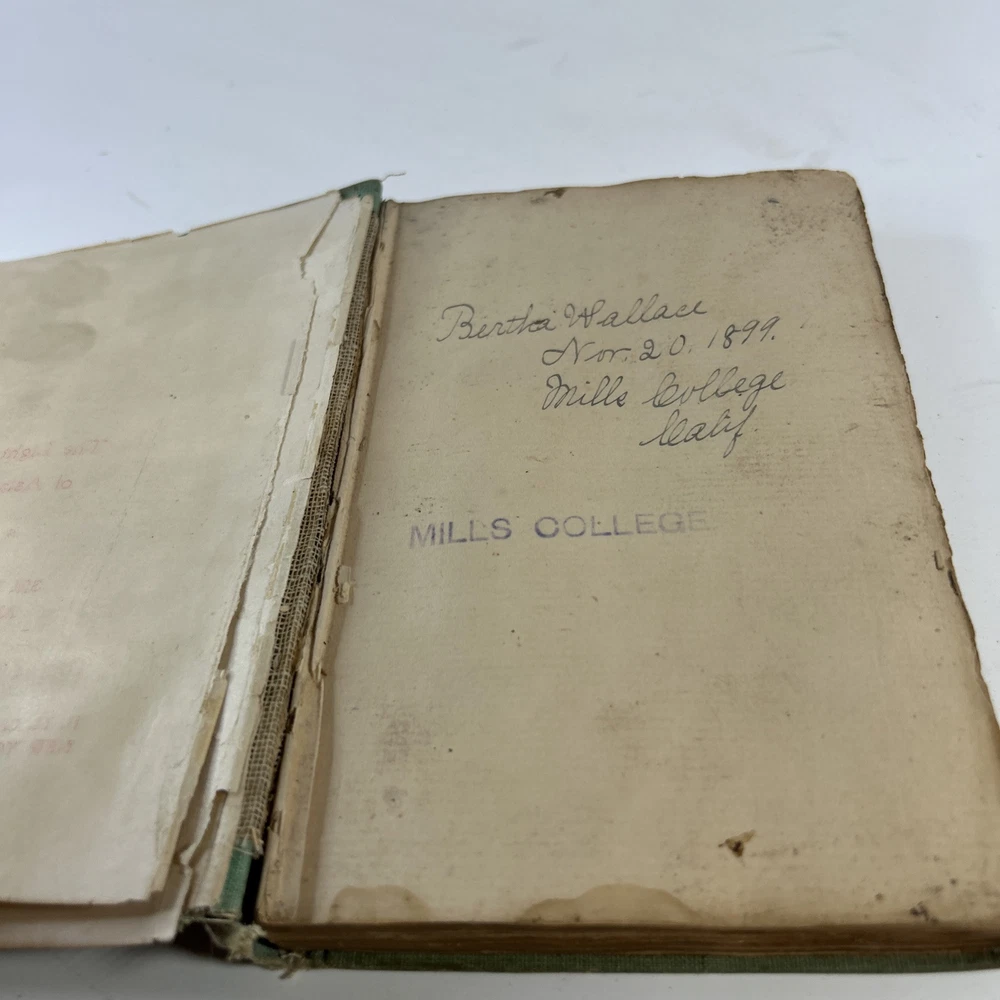 Bertha Wallace
Nov. 20. 1899.
Mills College
Calif.
MILLS COLLEGE